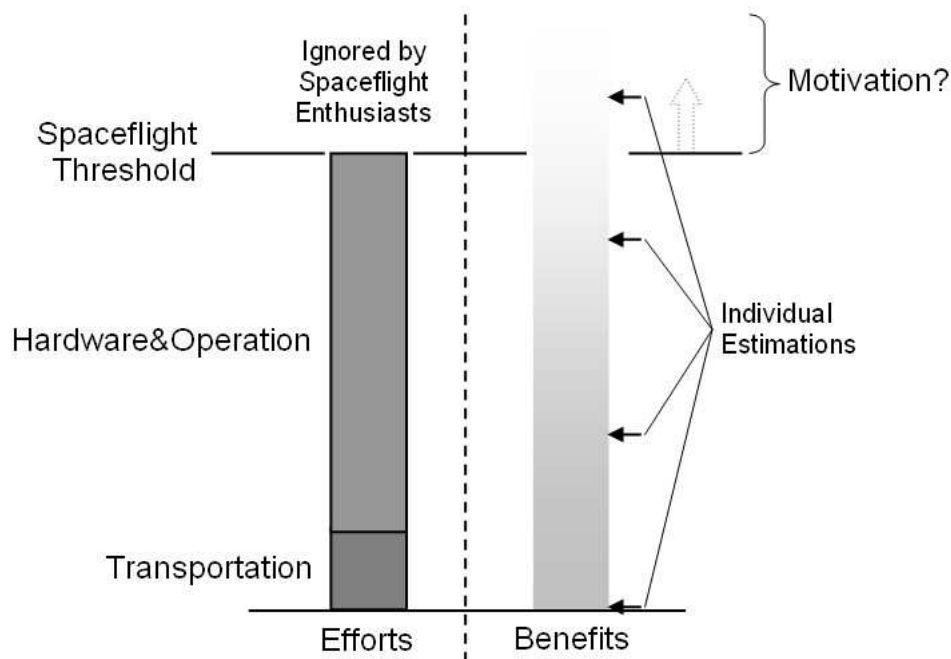 Ignored by
Spaceflight
Enthusiasts
Motivation?
Spaceflight
Threshold
Hardware&Operation
Individual
Estimations
Transportation
Efforts
Benefits